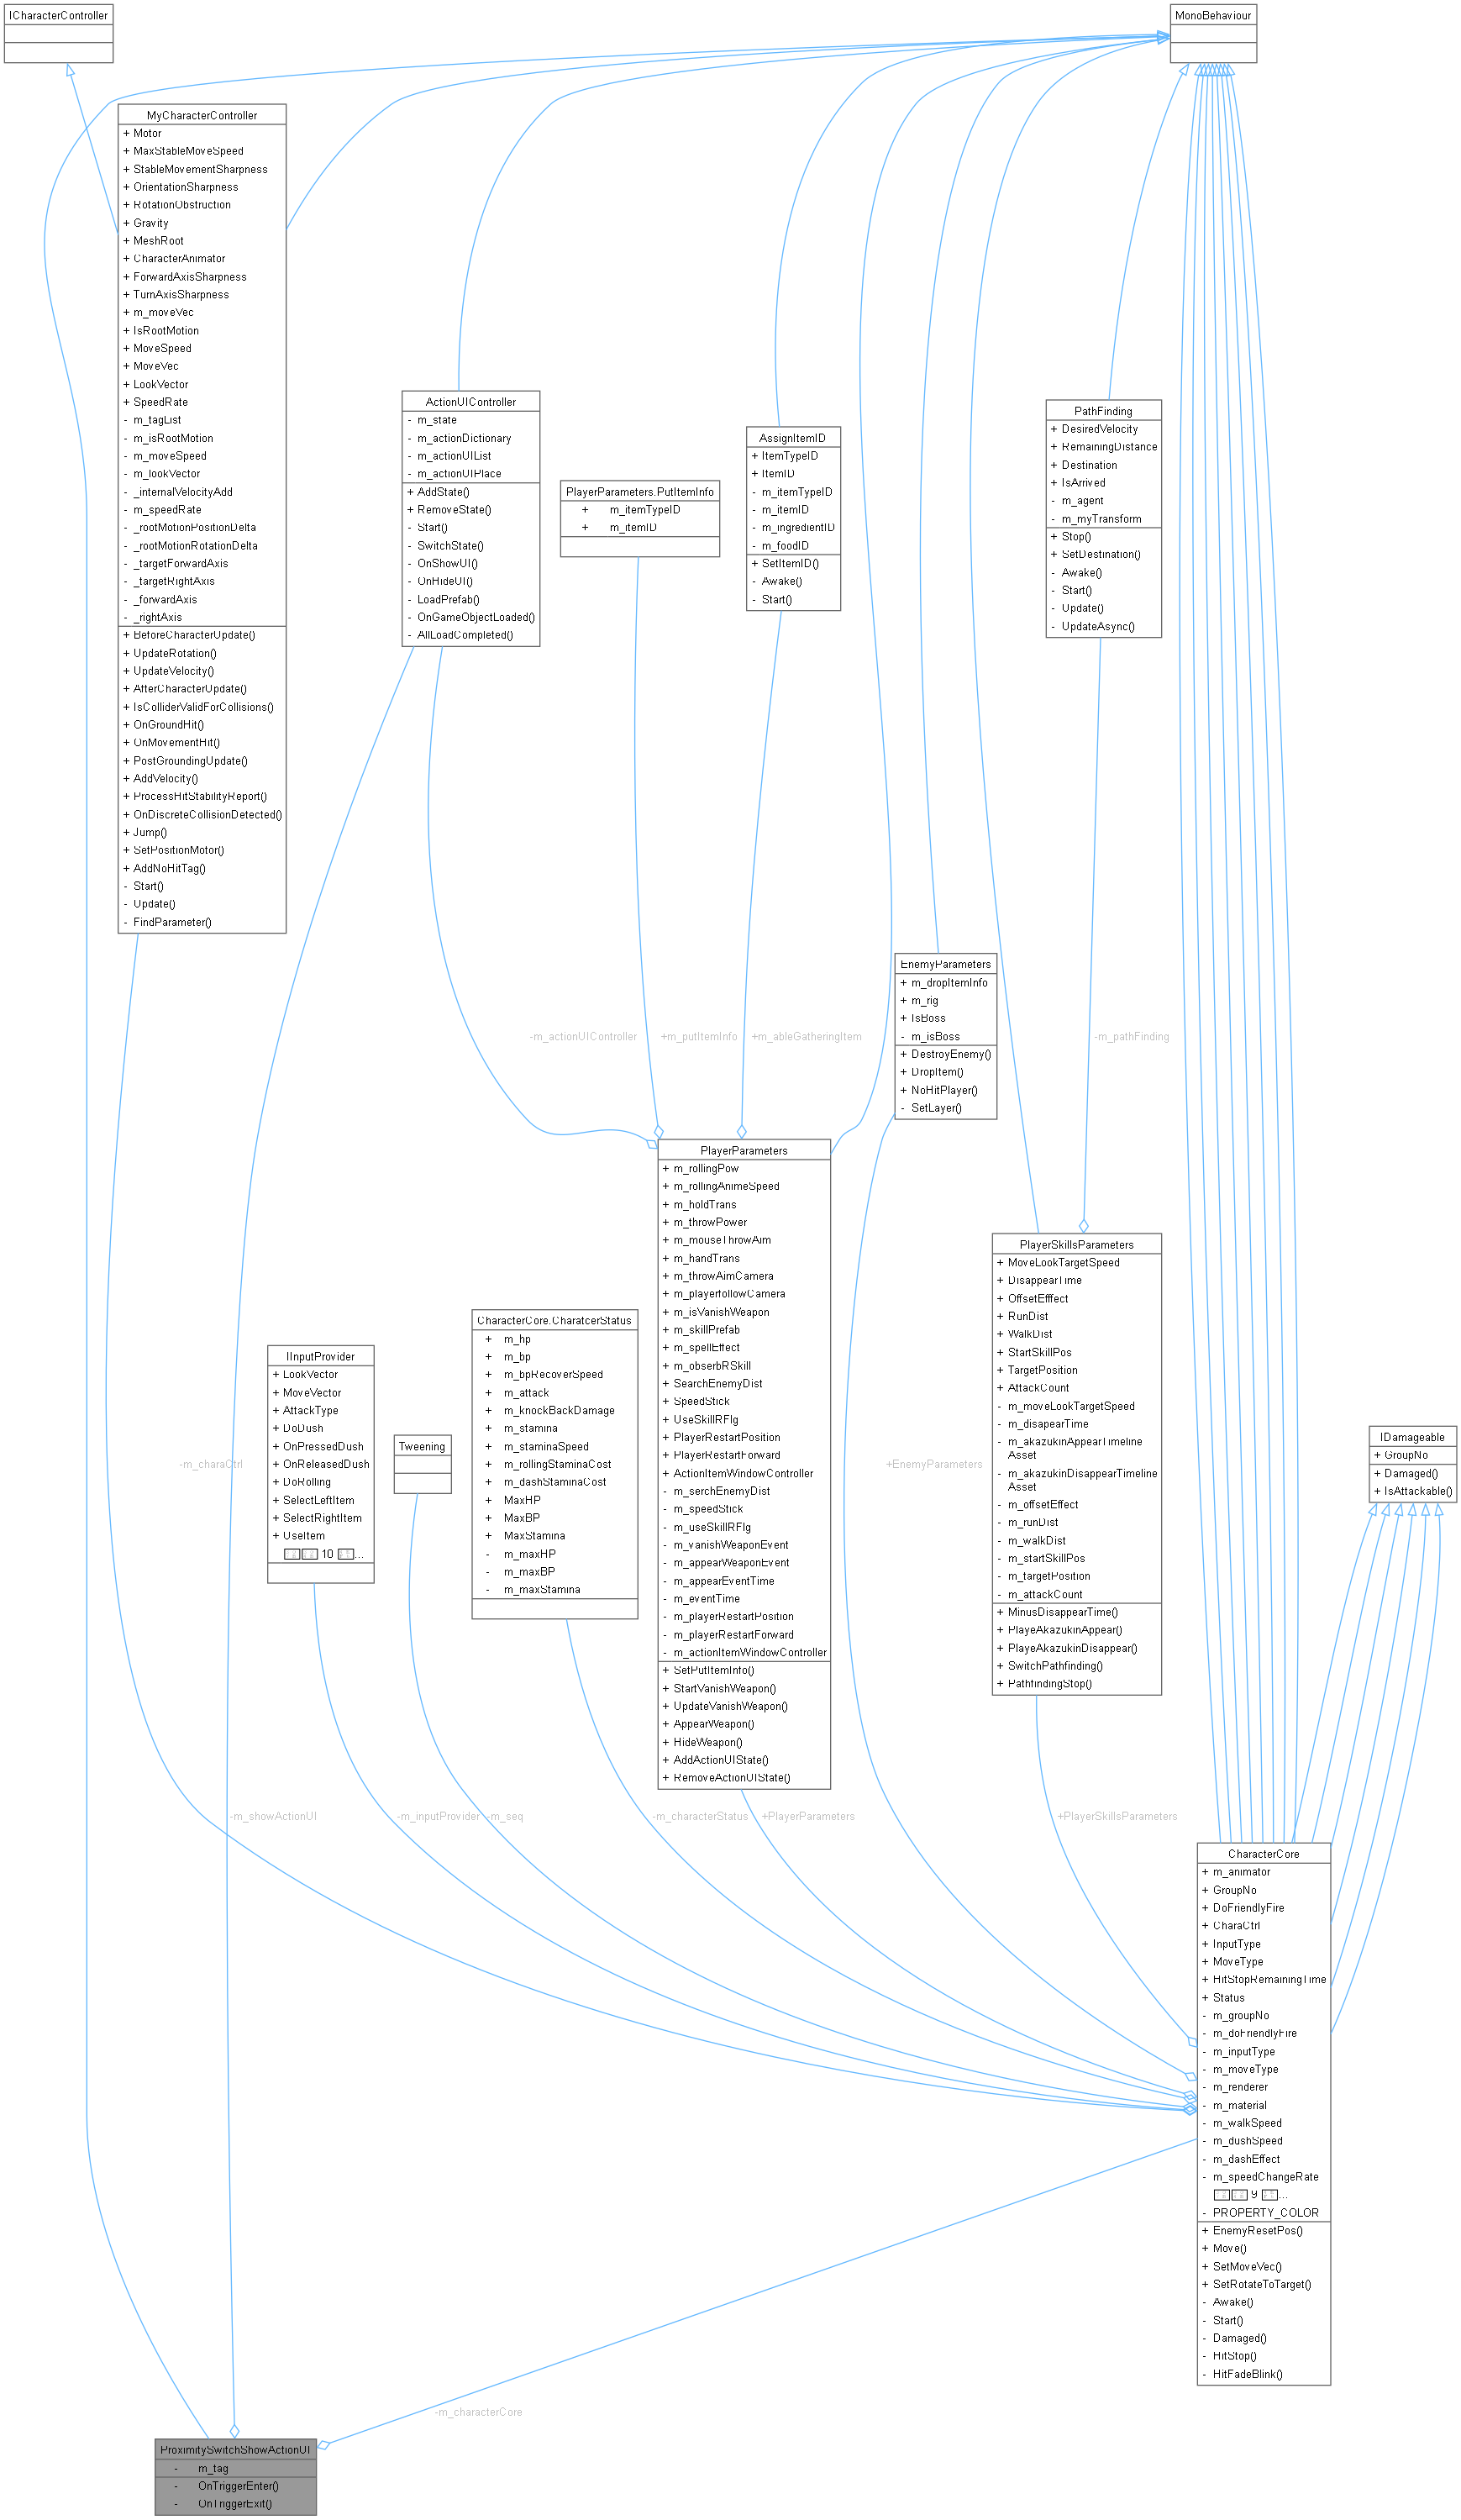 ICharacterController
MonoBehaviour
MyCharacterController
+ Motor
+ MaxStableMoveSpeed
+ StableMovementSharpness
+ OrientationSharpness
+ RotationObstruction
+ Gravity
+ MeshRoot
+ CharacterAnimator
+ ForwardAxisSharpness
+ TurnAxisSharpness
+ m_moveVec
+ IsRootMotion
+ MoveSpeed
+ MoveVec
+ LookVector
+ SpeedRate
- m_tagList
- m_isRootMotion
- m_moveSpeed
- m_lookVector
- _internalVelocityAdd
- m_speedRate
- _rootMotionPositionDelta
- _rootMotionRotationDelta
- _targetForwardAxis
- _targetRightAxis
- _forwardAxis
- _rightAxis
+ BeforeCharacterUpdate()
+ UpdateRotation()
+ UpdateVelocity()
+ AfterCharacterUpdate()
+ IsColliderValidForCollisions()
+ OnGroundHit()
+ OnMovementHit()
+ PostGroundingUpdate()
+ AddVelocity()
+ ProcessHitStabilityReport()
+ OnDiscreteCollisionDetected()
+ Jump()
+ SetPositionMotor()
+ AddNoHitTag()
- Start()
- Update()
- FindParameter()
ActionUIController
- m_state
- m_actionDictionary
- m_actionUIList
- m_actionUIPlace
+ AddState()
+ RemoveState()
- Start()
- SwitchState()
- OnShowUI()
- OnHideUI()
- LoadPrefab()
- OnGameObjectLoaded()
- AllLoadCompleted()
PlayerParameters.PutItemInfo
+ m_itemTypeID
+ m_itemID
AssignItemID
+ ItemTypeID
+ ItemID
- m_itemTypeID
- m_itemID
- m_ingredientID
- m_foodID
+ SetItemID()
- Awake()
- Start()
PathFinding
+ DesiredVelocity
+ RemainingDistance
+ Destination
+ IsArrived
- m_agent
- m_myTransform
+ Stop()
+ SetDestination()
- Awake()
- Start()
- Update()
- UpdateAsync()
EnemyParameters
+ m_dropItemInfo
+ m_rig
+ IsBoss
- m_isBoss
+ DestroyEnemy()
+ DropItem()
+ NoHitPlayer()
- SetLayer()
-m_actionUIController
+m_putItemInfo
+m_ableGatheringItem
-m_pathFinding
PlayerParameters
+ m_rollingPow
+ m_rollingAnimeSpeed
+ m_holdTrans
+ m_throwPower
+ m_mouseThrowAim
+ m_handTrans
+ m_throwAimCamera
+ m_playerfollowCamera
+ m_isVanishWeapon
+ m_skillPrefab
+ m_spellEffect
+ m_obserbRSkill
+ SearchEnemyDist
+ SpeedStick
+ UseSkillRFlg
+ PlayerRestartPosition
+ PlayerRestartForward
+ ActionItemWindowController
- m_serchEnemyDist
- m_speedStick
- m_useSkillRFlg
- m_vanishWeaponEvent
- m_appearWeaponEvent
- m_appearEventTime
- m_eventTime
- m_playerRestartPosition
- m_playerRestartForward
- m_actionItemWindowController
+ SetPutItemInfo()
+ StartVanishWeapon()
+ UpdateVanishWeapon()
+ AppearWeapon()
+ HideWeapon()
+ AddActionUIState()
+ RemoveActionUIState()
PlayerSkillsParameters
+ MoveLookTargetSpeed
+ DisappearTime
+ OffsetEfffect
+ RunDist
+ WalkDist
+ StartSkillPos
+ TargetPosition
+ AttackCount
- m_moveLookTargetSpeed
- m_disapearTime
- m_akazukinAppearTimeline
Asset
- m_akazukinDisappearTimeline
Asset
- m_offsetEffect
- m_runDist
- m_walkDist
- m_startSkillPos
- m_targetPosition
- m_attackCount
+ MinusDisappearTime()
+ PlayeAkazukinAppear()
+ PlayeAkazukinDisappear()
+ SwitchPathfinding()
+ PathfindingStop()
CharacterCore.CharatcerStatus
+ m_hp
+ m_bp
+ m_bpRecoverSpeed
+ m_attack
+ m_knockBackDamage
+ m_stamina
+ m_staminaSpeed
+ m_rollingStaminaCost
+ m_dashStaminaCost
+ MaxHP
+ MaxBP
+ MaxStamina
- m_maxHP
- m_maxBP
- m_maxStamina
IInputProvider
+ LookVector
+ MoveVector
+ AttackType
+ DoDush
+ OnPressedDush
+ OnReleasedDush
+ DoRolling
+ SelectLeftItem
+ SelectRightItem
+ UseItem
10 ...
Tweening
IDamageable
+ GroupNo
+ Damaged()
+ IsAttackable()
-m_charaCtrl
+EnemyParameters
-m_showActionUI
-m_inputProvider
-m_seq
-m_characterStatus
+PlayerParameters
+PlayerSkillsParameters
CharacterCore
+ m_animator
+ GroupNo
+ DoFriendlyFire
+ CharaCtrl
+ InputType
+ MoveType
+ HitStopRemainingTime
+ Status
- m_groupNo
- m_doFriendlyFire
- m_inputType
- m_moveType
- m_renderer
- m_material
- m_walkSpeed
- m_dushSpeed
- m_dashEffect
- m_speedChangeRate
9 ...
- PROPERTY_COLOR
+ EnemyResetPos()
+ Move()
+ SetMoveVec()
+ SetRotateToTarget()
- Awake()
- Start()
- Damaged()
- HitStop()
- HitFadeBlink()
-m_characterCore
ProximitySwitchShowActionUI
- m_tag
- OnTriggerEnter()
- OnTriggerExit()